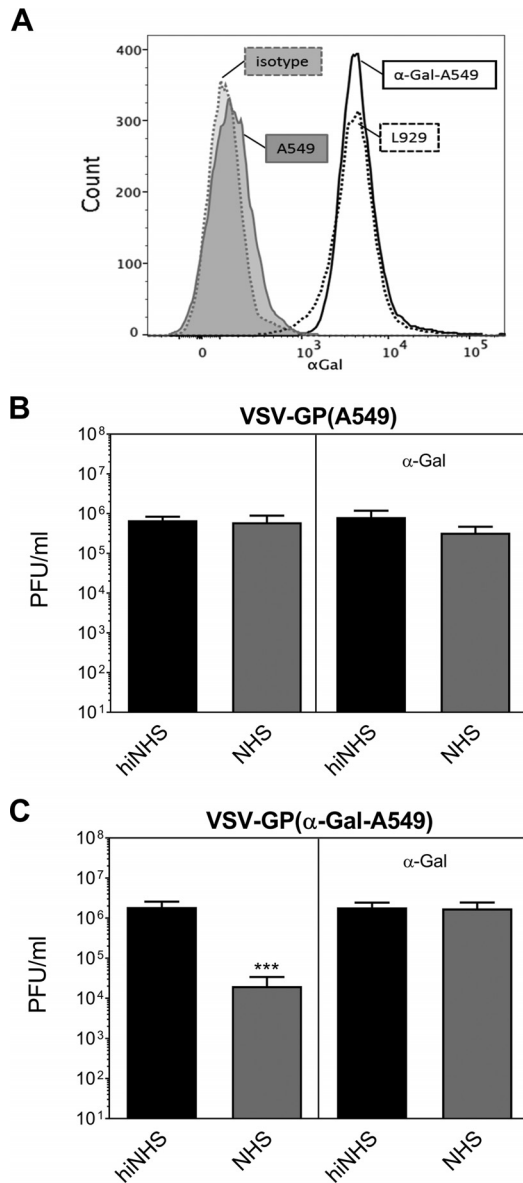 A
isotype
α-Gal-A549
A549
L929
400
300
200
100
0
Count
0 10³ 10⁴ 10⁵
αGal
B
VSV-GP(A549)
α-Gal
10⁸
10⁷
10⁶
10⁵
10⁴
10³
10²
10¹
PFU/ml
hiNHS NHS hiNHS NHS
C
VSV-GP(α-Gal-A549)
α-Gal
10⁸
10⁷
10⁶
10⁵
10⁴
10³
10²
10¹
PFU/ml
***
hiNHS NHS hiNHS NHS